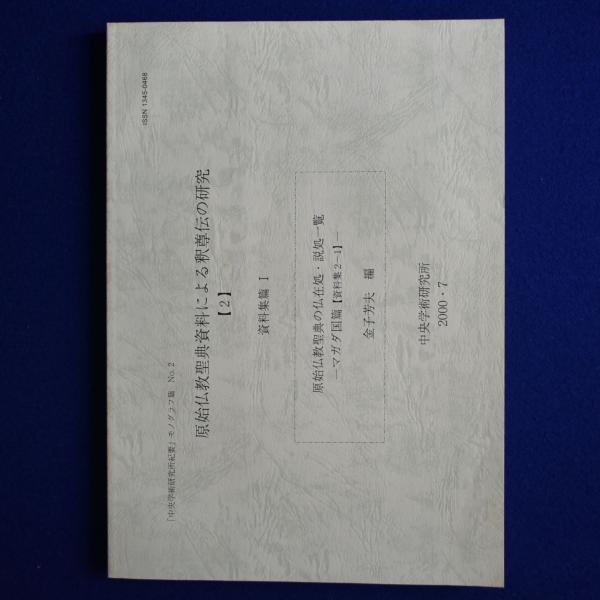 ISSN 1345-0468
「中央学術研究所紀要」モノグラフ篇 No. 2
原始仏教聖典資料による釈尊伝の研究
【2】
資料集篇 I
原始仏教聖典の仏在処・説処一覧
―マガダ国篇【資料集2-1】―
金子芳夫 編
中央学術研究所
2000・7